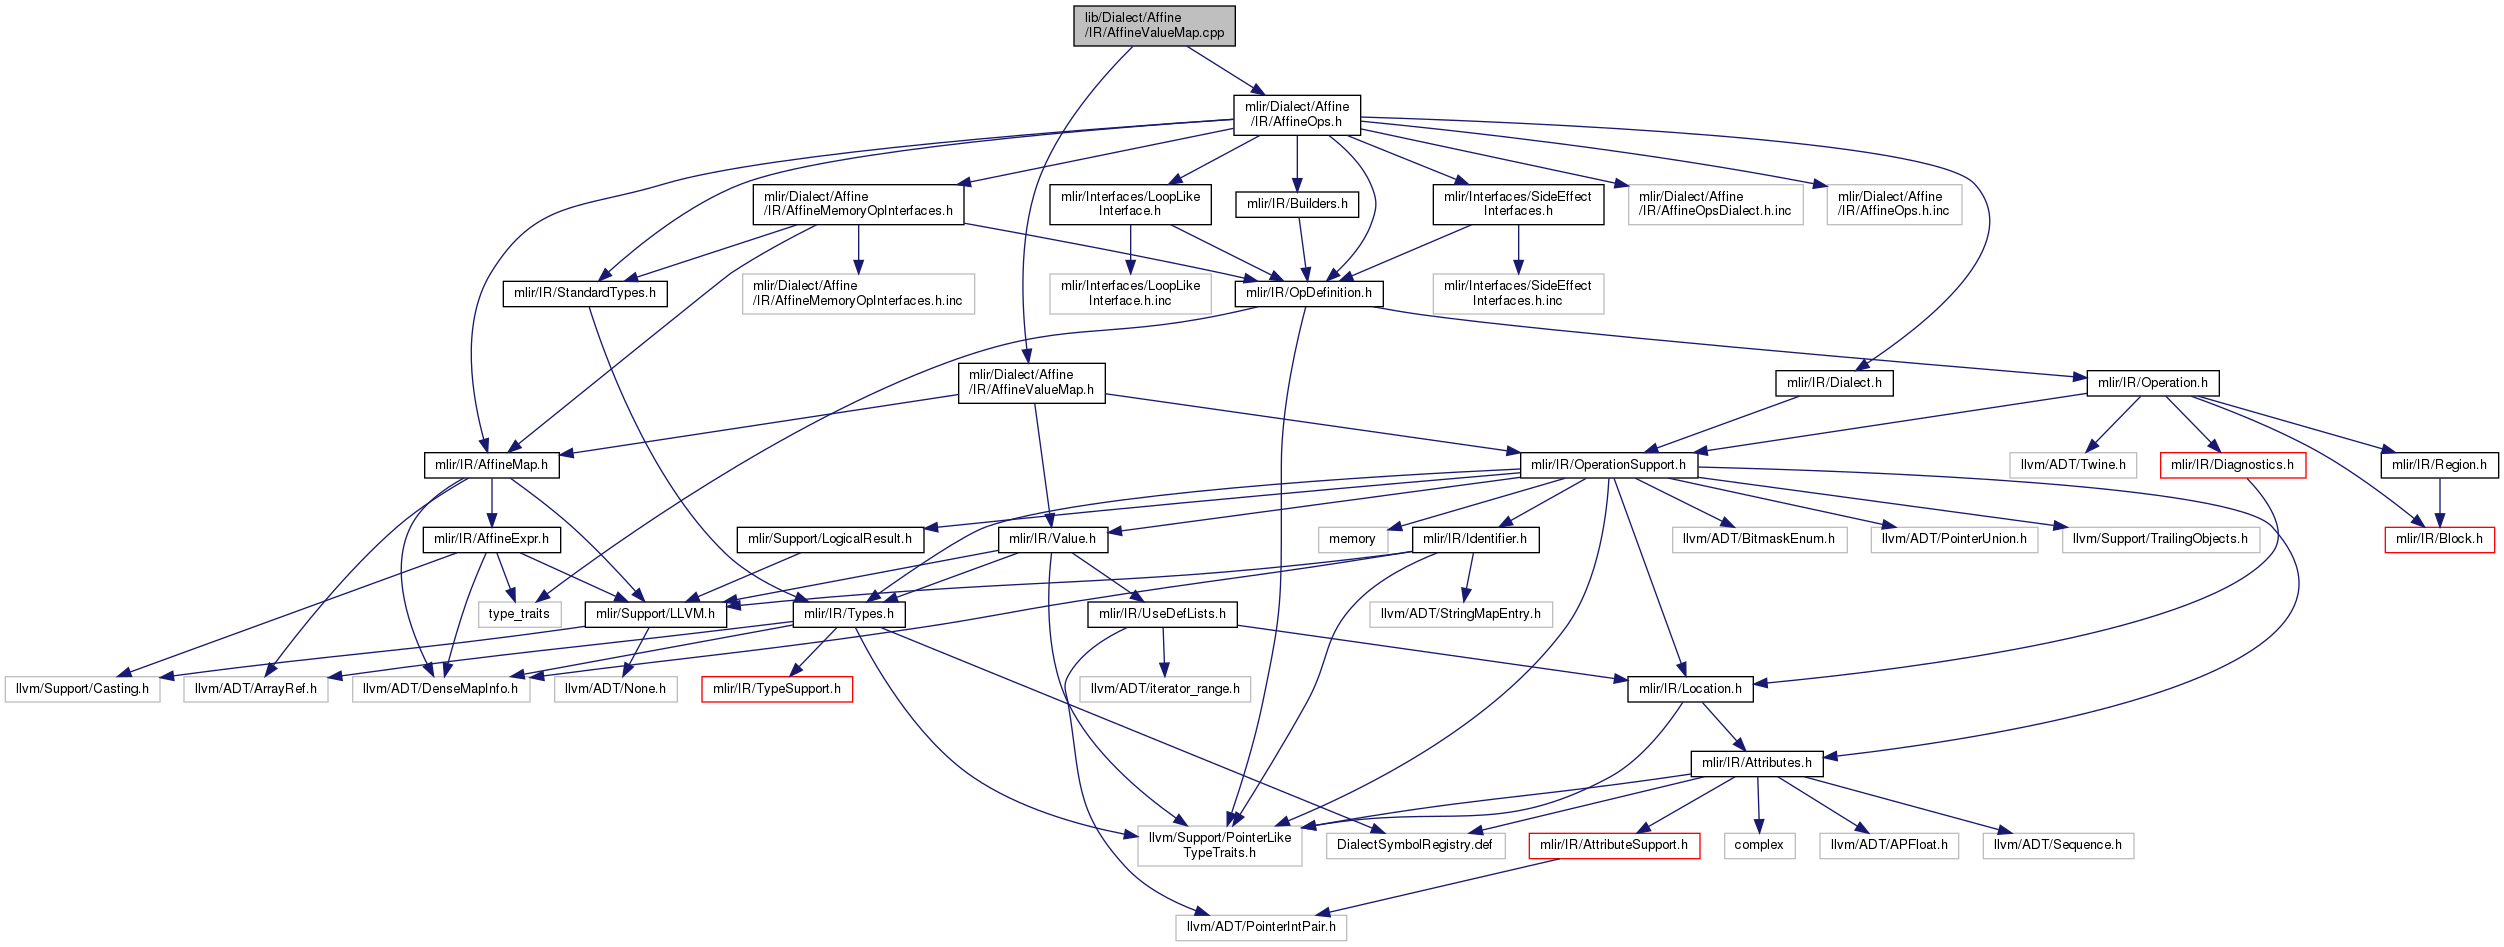 lib/Dialect/Affine
/IR/AffineValueMap.cpp
mlir/Dialect/Affine
/IR/AffineOps.h
mlir/Dialect/Affine
/IR/AffineMemoryOpInterfaces.h
mlir/Interfaces/LoopLike
Interface.h
mlir/IR/Builders.h
mlir/Interfaces/SideEffect
Interfaces.h
mlir/Dialect/Affine
/IR/AffineOpsDialect.h.inc
mlir/Dialect/Affine
/IR/AffineOps.h.inc
mlir/IR/StandardTypes.h
mlir/Dialect/Affine
/IR/AffineMemoryOpInterfaces.h.inc
mlir/Interfaces/LoopLike
Interface.h.inc
mlir/IR/OpDefinition.h
mlir/Interfaces/SideEffect
Interfaces.h.inc
mlir/Dialect/Affine
/IR/AffineValueMap.h
mlir/IR/Dialect.h
mlir/IR/Operation.h
mlir/IR/AffineMap.h
mlir/IR/OperationSupport.h
llvm/ADT/Twine.h
mlir/IR/Diagnostics.h
mlir/IR/Region.h
mlir/IR/AffineExpr.h
mlir/Support/LogicalResult.h
mlir/IR/Value.h
memory
mlir/IR/Identifier.h
llvm/ADT/BitmaskEnum.h
llvm/ADT/PointerUnion.h
llvm/Support/TrailingObjects.h
mlir/IR/Block.h
type_traits
mlir/Support/LLVM.h
mlir/IR/Types.h
mlir/IR/UseDefLists.h
llvm/ADT/StringMapEntry.h
llvm/Support/Casting.h
llvm/ADT/ArrayRef.h
llvm/ADT/DenseMapInfo.h
llvm/ADT/None.h
mlir/IR/TypeSupport.h
llvm/ADT/iterator_range.h
mlir/IR/Location.h
mlir/IR/Attributes.h
llvm/Support/PointerLike
TypeTraits.h
DialectSymbolRegistry.def
mlir/IR/AttributeSupport.h
complex
llvm/ADT/APFloat.h
llvm/ADT/Sequence.h
llvm/ADT/PointerIntPair.h